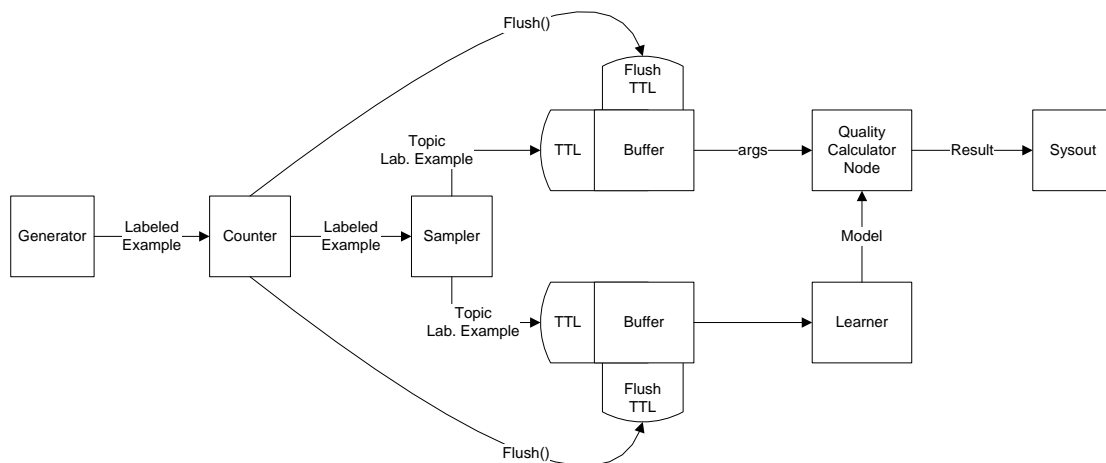 Flush()
Flush
TTL
Topic
Lab. Example
TTL
Buffer
args
Quality
Calculator
Node
Result
Sysout
Generator
Labeled
Example
Counter
Labeled
Example
Sampler
Model
Topic
Lab. Example
TTL
Buffer
Learner
Flush
TTL
Flush()